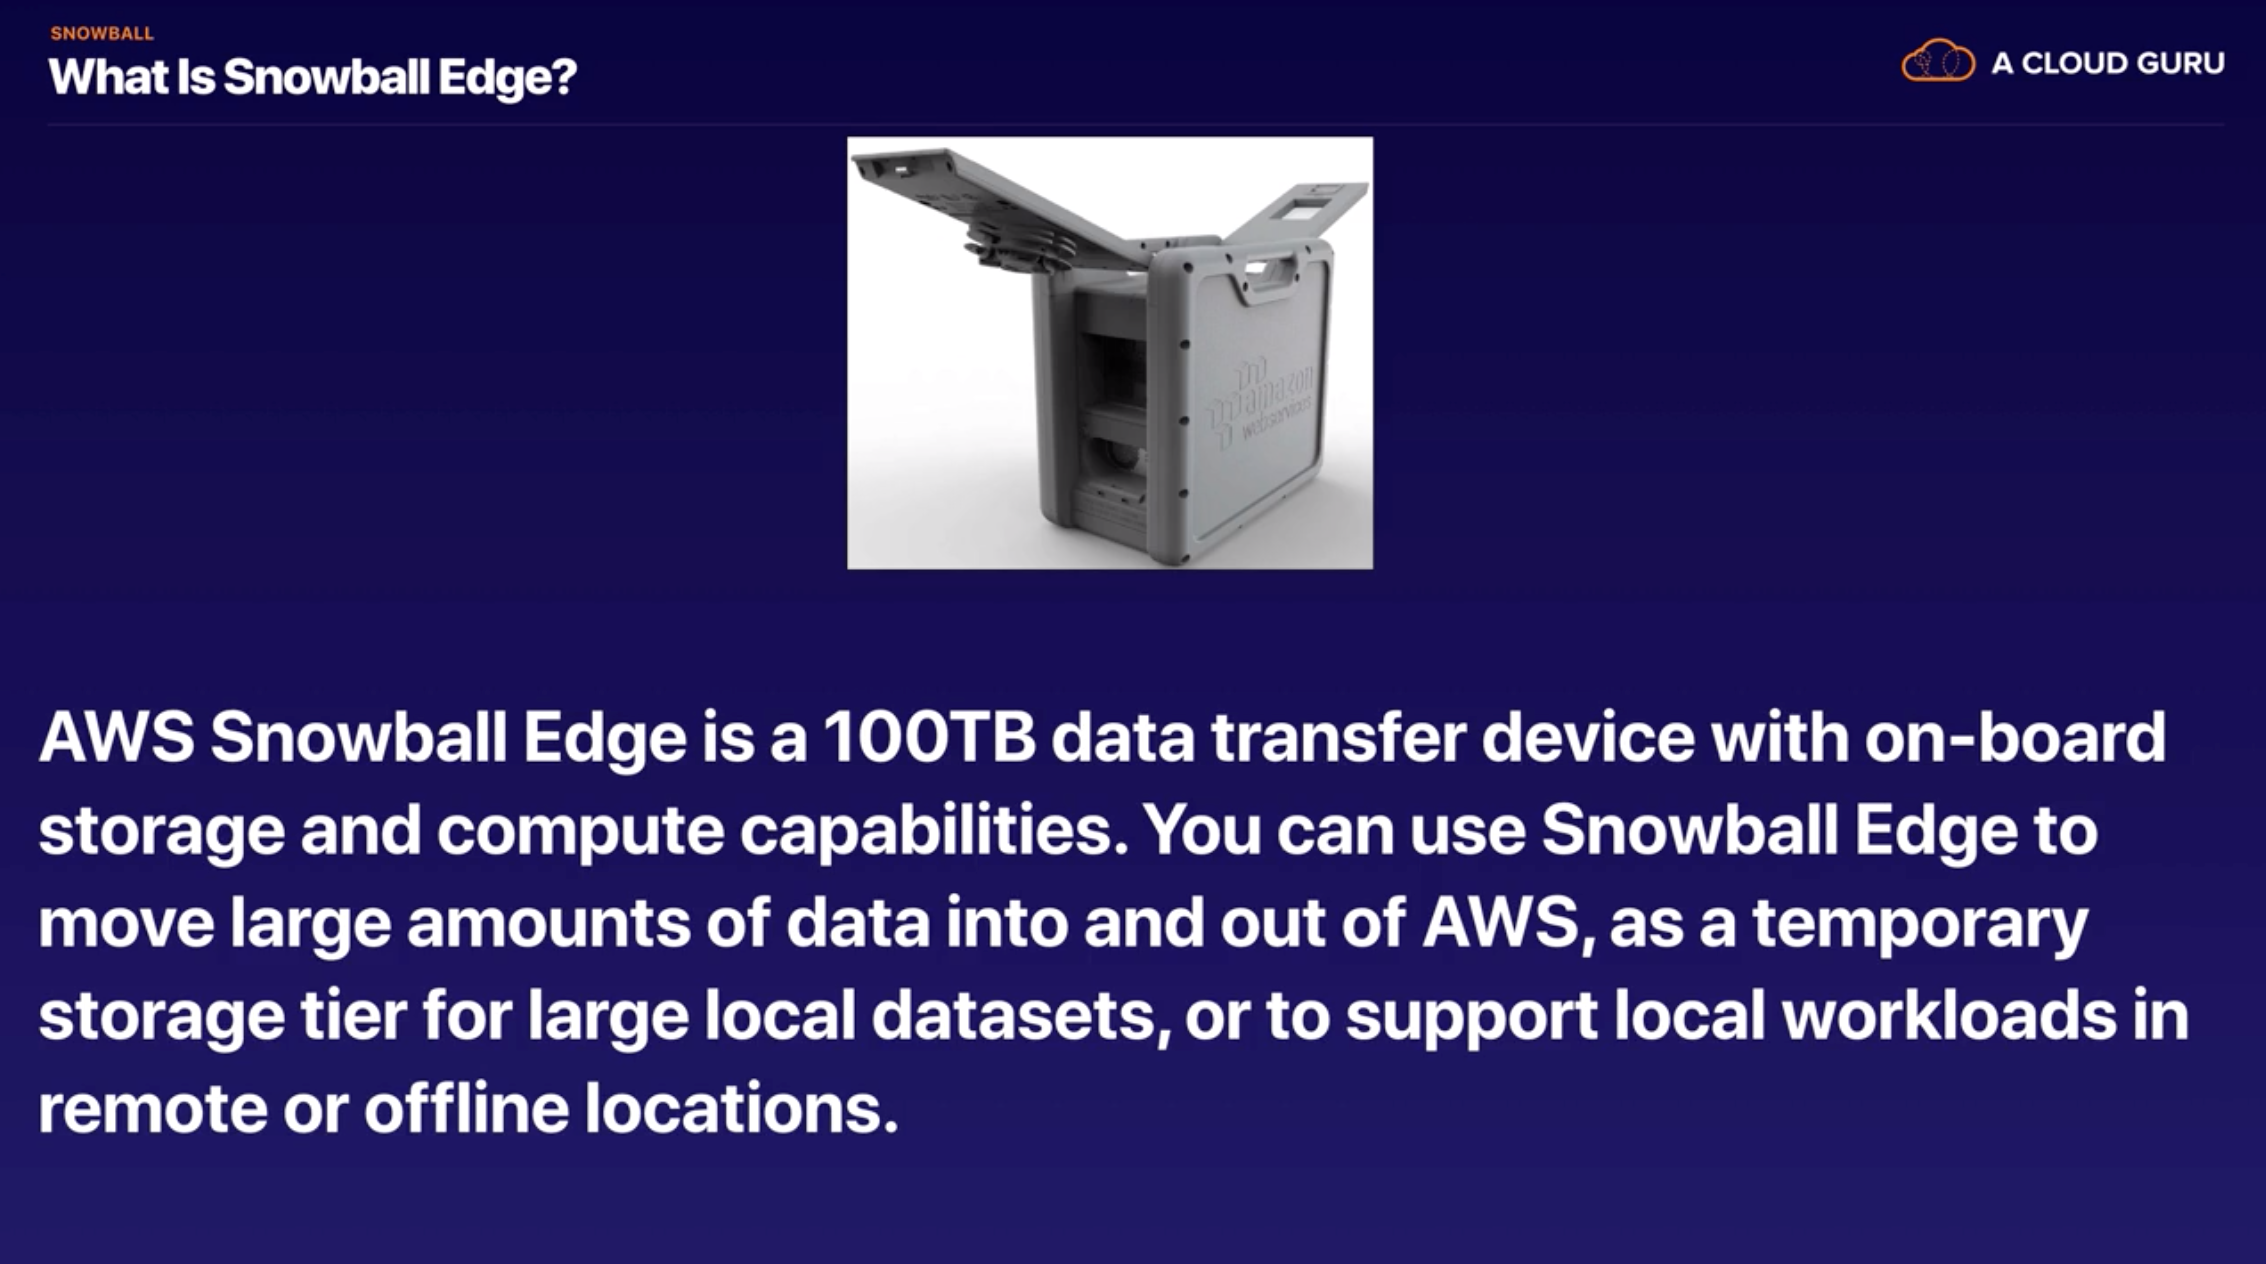 SNOWBALL
What Is Snowball Edge?
A CLOUD GURU
amazon
webservices
AWS Snowball Edge is a 100TB data transfer device with on-board
storage and compute capabilities. You can use Snowball Edge to
move large amounts of data into and out of AWS, as a temporary
storage tier for large local datasets, or to support local workloads in
remote or offline locations.